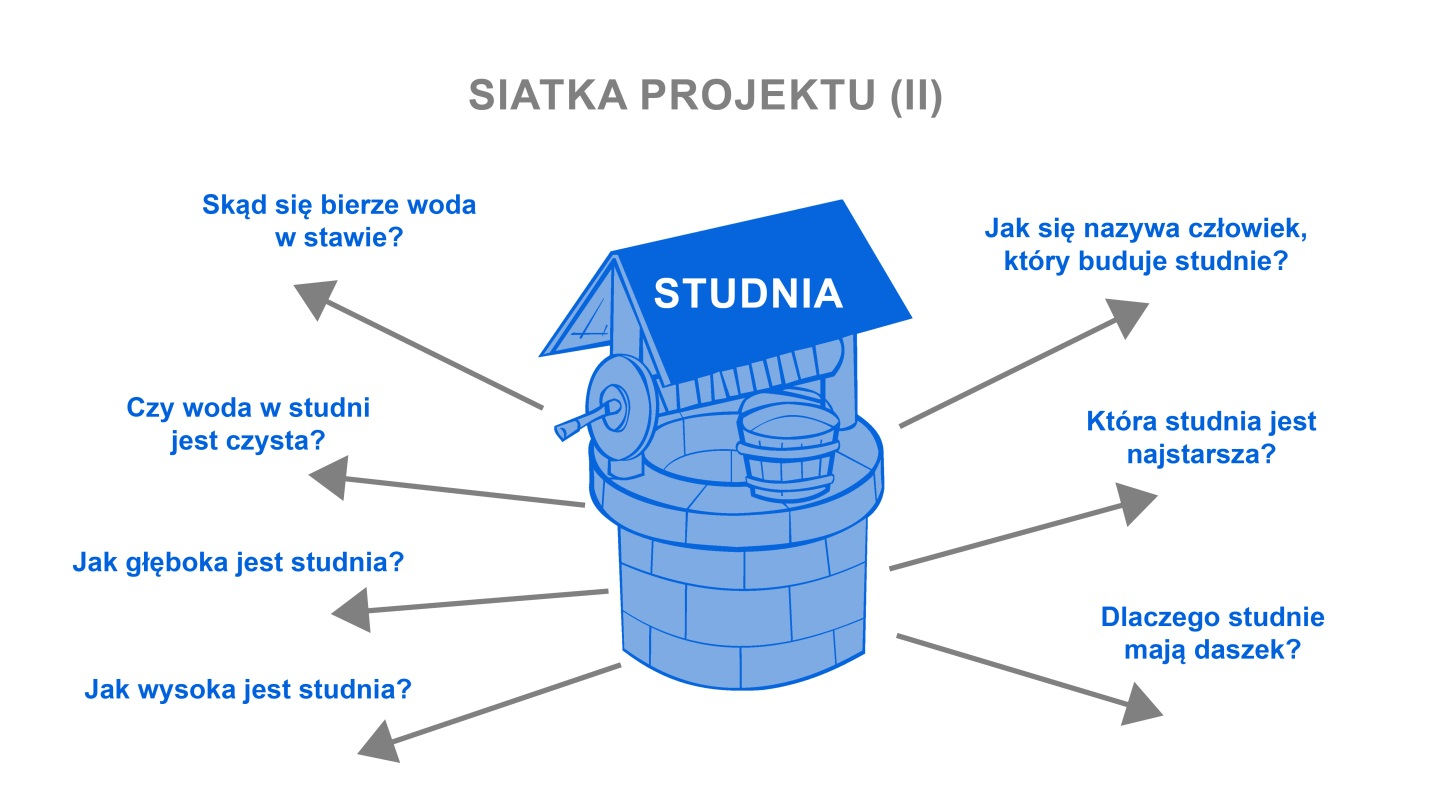 SIATKA PROJEKTU (II)
Skąd się bierze woda
w stawie?
Czy woda w studni
jest czysta?
Jak głęboka jest studnia?
Jak wysoka jest studnia?
STUDNIA
Jak się nazywa człowiek,
który buduje studnie?
Która studnia jest
najstarsza?
Dlaczego studnie
mają daszek?